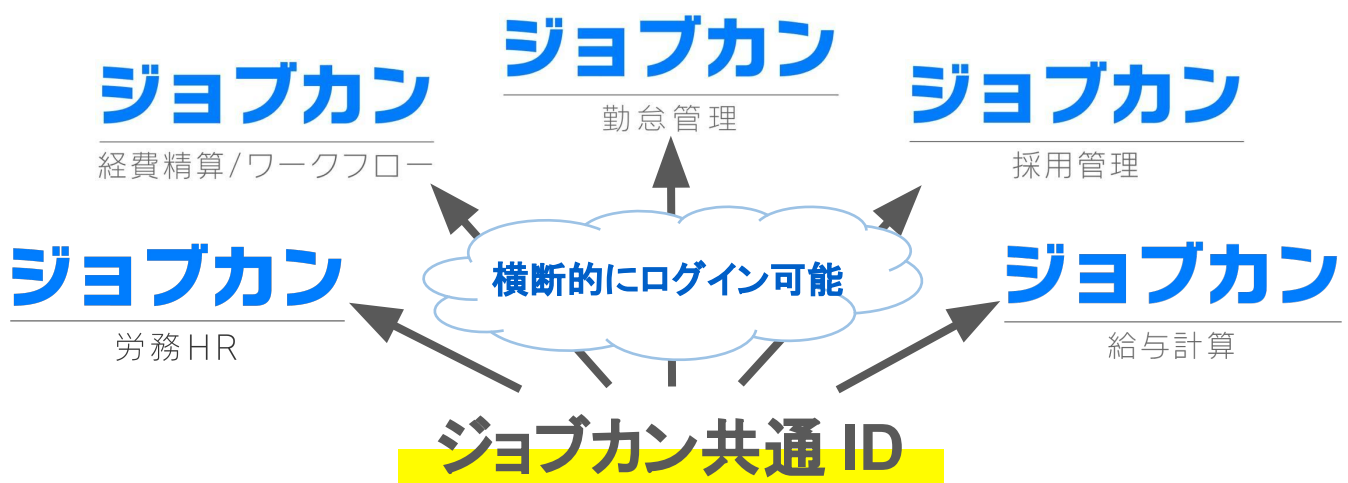 ジョブカン
勤怠管理
ジョブカン
経費精算/ワークフロー
ジョブカン
採用管理
ジョブカン
労務HR
横断的にログイン可能
ジョブカン
給与計算
ジョブカン共通 ID